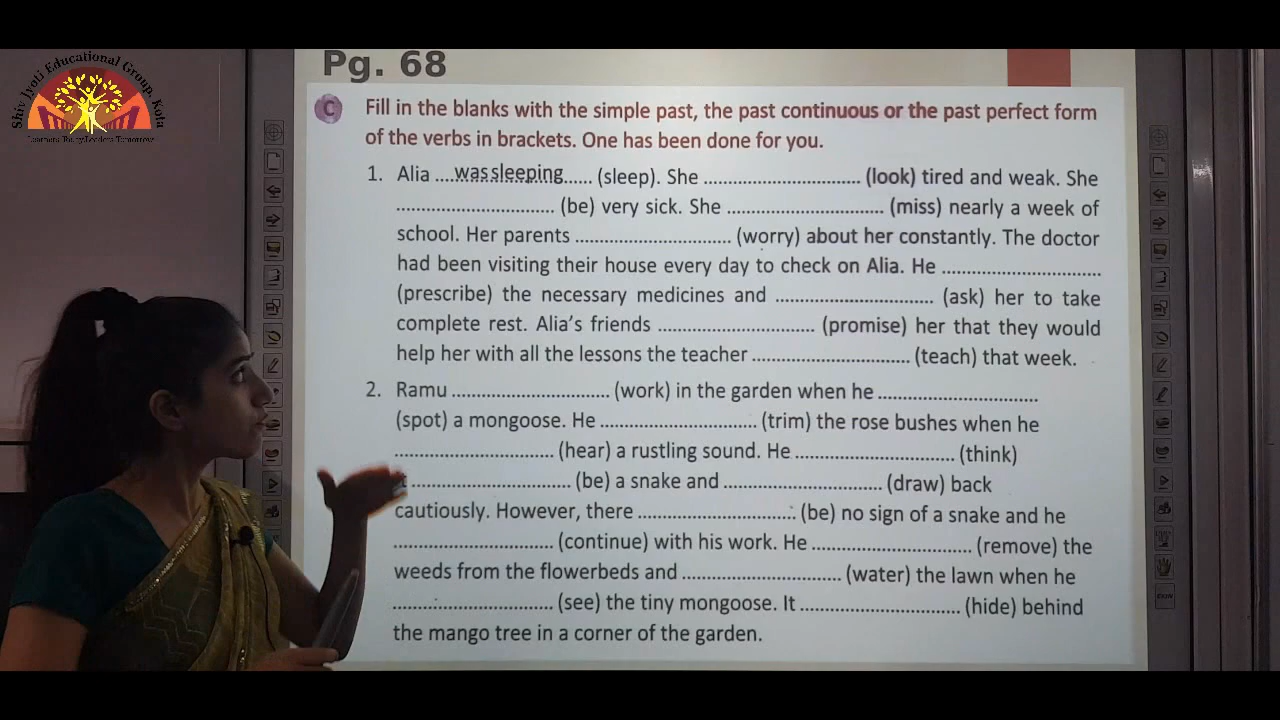 Shiv Jyoti Educational Group, Kota
Pg. 68
C Fill in the blanks with the simple past, the past continuous or the past perfect form
of the verbs in brackets. One has been done for you.
1. Alia ....was sleeping...... (sleep). She ................................ (look) tired and weak. She
................................ (be) very sick. She ................................ (miss) nearly a week of
school. Her parents ................................ (worry) about her constantly. The doctor
had been visiting their house every day to check on Alia. He ................................
(prescribe) the necessary medicines and ................................ (ask) her to take
complete rest. Alia's friends ................................ (promise) her that they would
help her with all the lessons the teacher ................................ (teach) that week.
2. Ramu ................................ (work) in the garden when he ................................
(spot) a mongoose. He ................................ (trim) the rose bushes when he
................................ (hear) a rustling sound. He ................................ (think)
................................ (be) a snake and ................................ (draw) back
cautiously. However, there ................................ (be) no sign of a snake and he
................................ (continue) with his work. He ................................ (remove) the
weeds from the flowerbeds and ................................ (water) the lawn when he
................................ (see) the tiny mongoose. It ................................ (hide) behind
the mango tree in a corner of the garden.